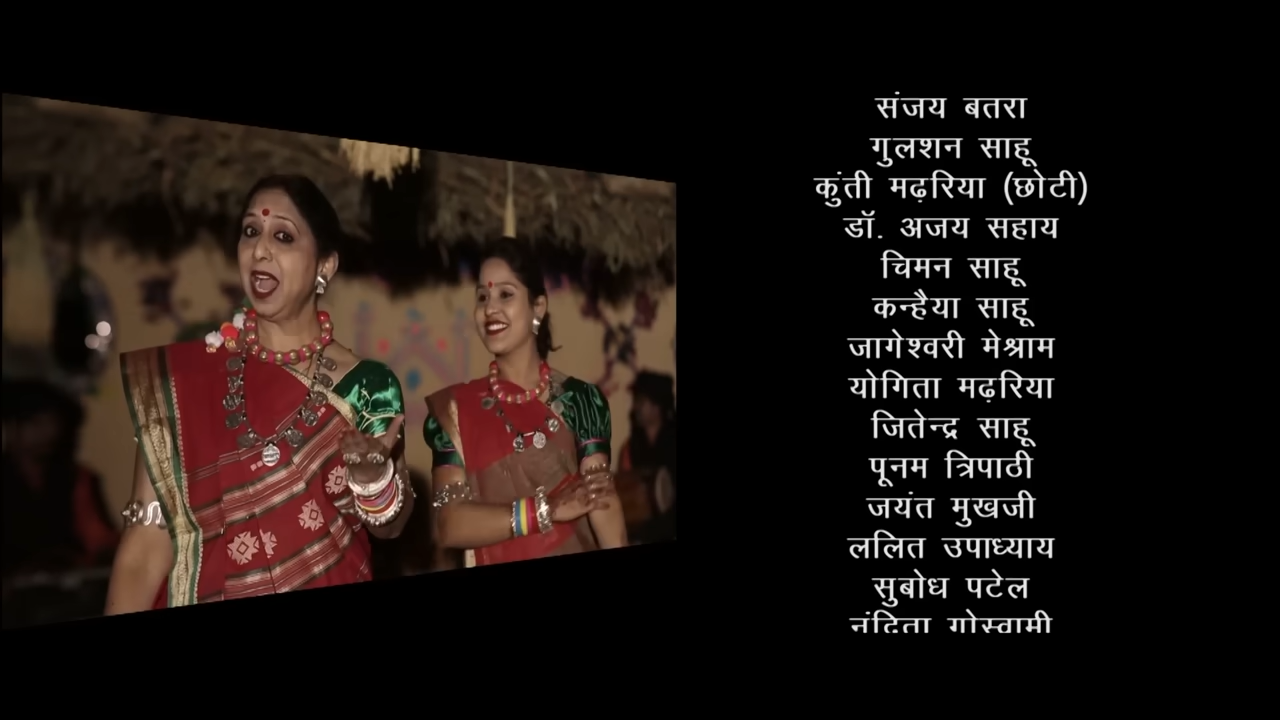 संजय बतरा
गुलशन साहू
कुंती मढ़रिया (छोटी)
डॉ. अजय सहाय
चिमन साहू
कन्हैया साहू
जागेश्वरी मेश्राम
योगिता मढ़रिया
जितेन्द्र साहू
पूनम त्रिपाठी
जयंत मुखजी
ललित उपाध्याय
सुबोध पटेल
नंदिता गोस्वामी